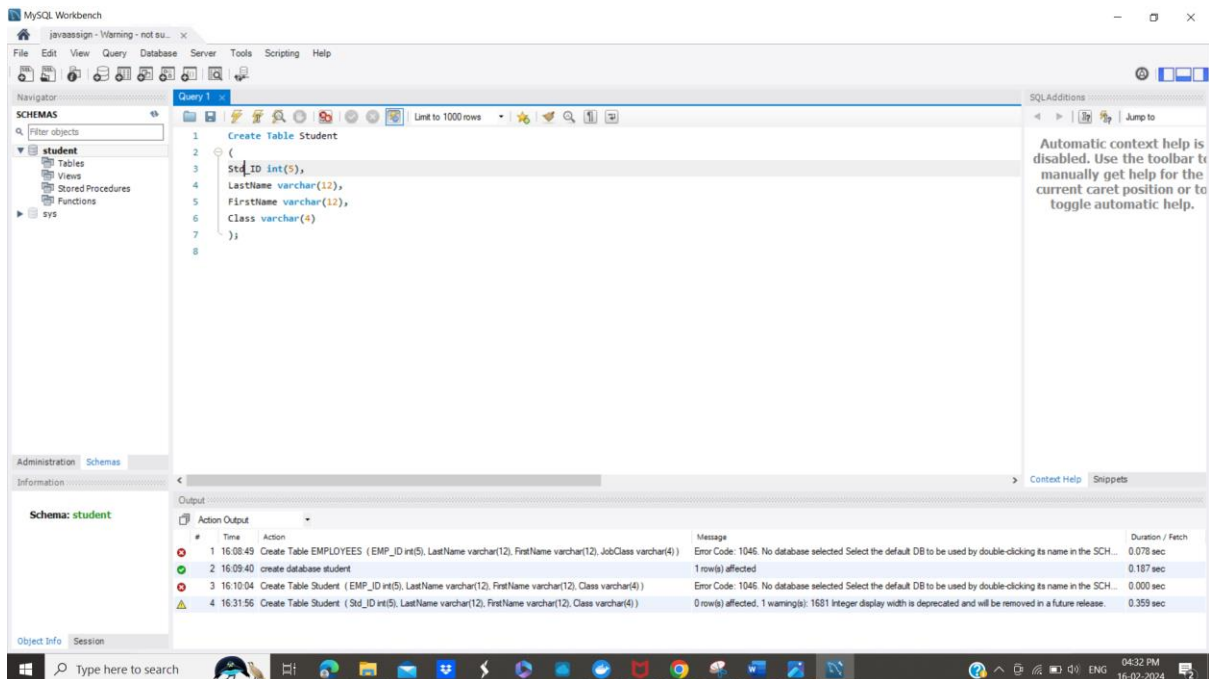 MySQL Workbench
javaassign - Warning - not su...
File Edit View Query Database Server Tools Scripting Help
Navigator
SCHEMAS
Filter objects
student
Tables
Views
Stored Procedures
Functions
sys
Administration Schemas
Information
Schema: student
Object Info Session
Query 1
Limit to 1000 rows
1 Create Table Student
2 (
3 Std_ID int(5),
4 LastName varchar(12),
5 FirstName varchar(12),
6 Class varchar(4)
7 );
8
SQLAdditions
Jump to
Automatic context help is
disabled. Use the toolbar to
manually get help for the
current caret position or to
toggle automatic help.
Context Help Snippets
Output
Action Output
# Time Action Message Duration / Fetch
1 16:08:49 Create Table EMPLOYEES ( EMP_ID int(5), LastName varchar(12), FirstName varchar(12), JobClass varchar(4) ) Error Code: 1046. No database selected Select the default DB to be used by double-clicking its name in the SCH... 0.078 sec
2 16:09:40 create database student 1 row(s) affected 0.187 sec
3 16:10:04 Create Table Student ( EMP_ID int(5), LastName varchar(12), FirstName varchar(12), Class varchar(4) ) Error Code: 1046. No database selected Select the default DB to be used by double-clicking its name in the SCH... 0.000 sec
4 16:31:56 Create Table Student ( Std_ID int(5), LastName varchar(12), FirstName varchar(12), Class varchar(4) ) 0 row(s) affected, 1 warning(s): 1681 Integer display width is deprecated and will be removed in a future release. 0.359 sec
Type here to search
ENG
04:32 PM
16-02-2024